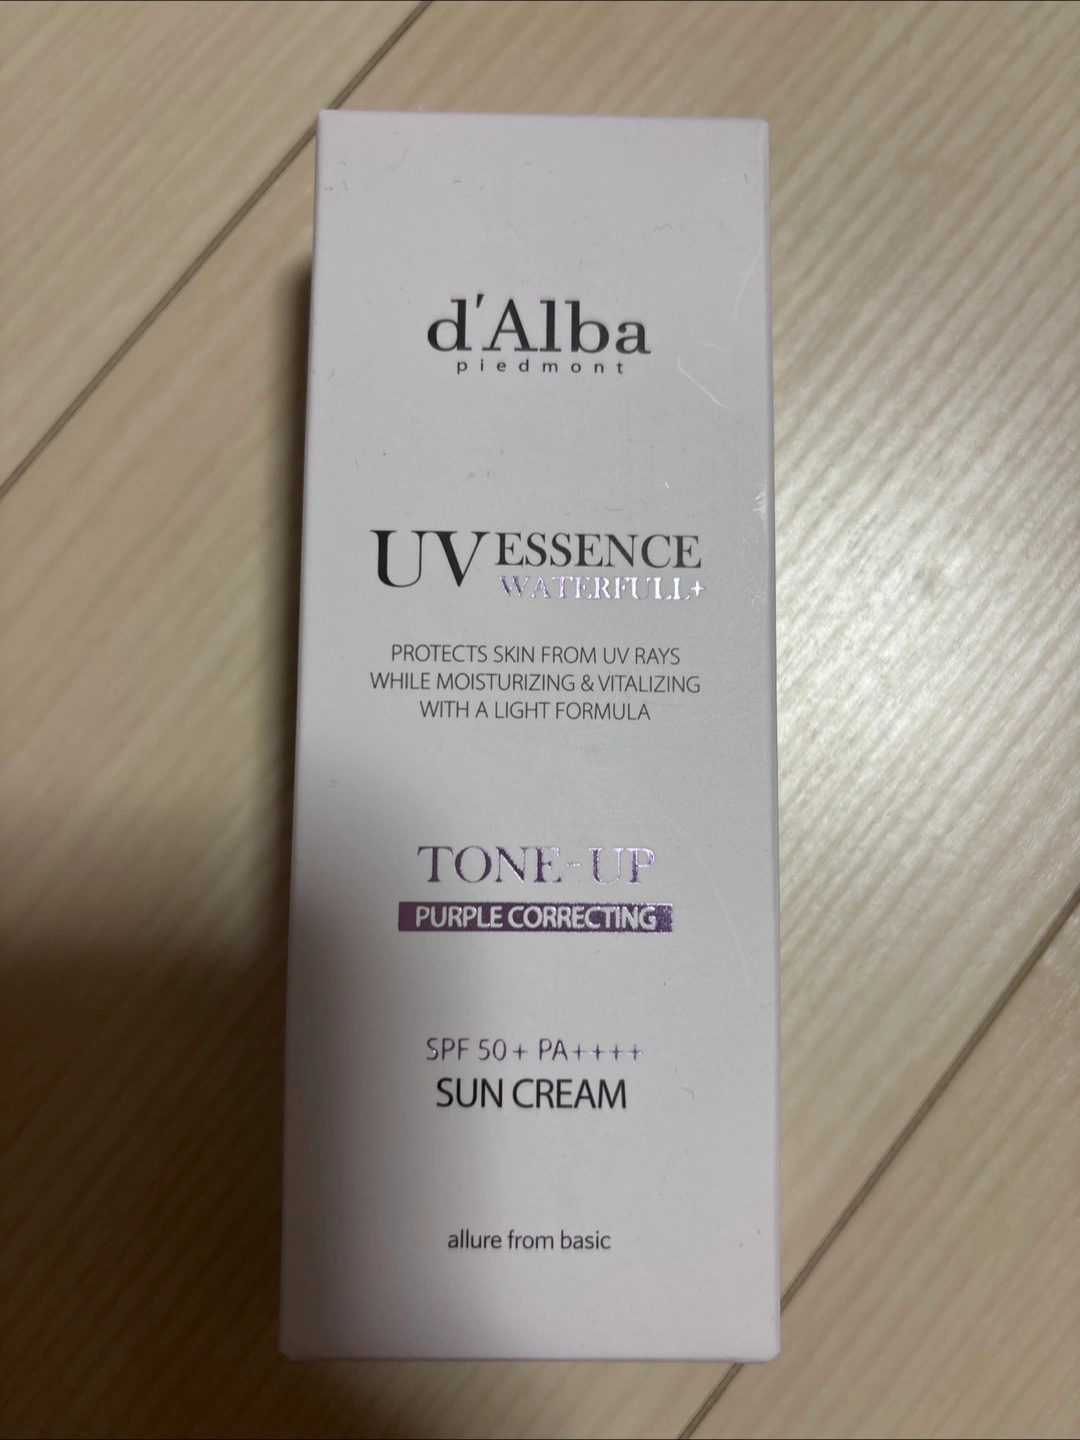 d'Alba
piedmont
UV ESSENCE
WATERFULL+
PROTECTS SKIN FROM UV RAYS
WHILE MOISTURIZING & VITALIZING
WITH A LIGHT FORMULA
TONE-UP
PURPLE CORRECTING
SPF 50+ PA++++
SUN CREAM
allure from basic